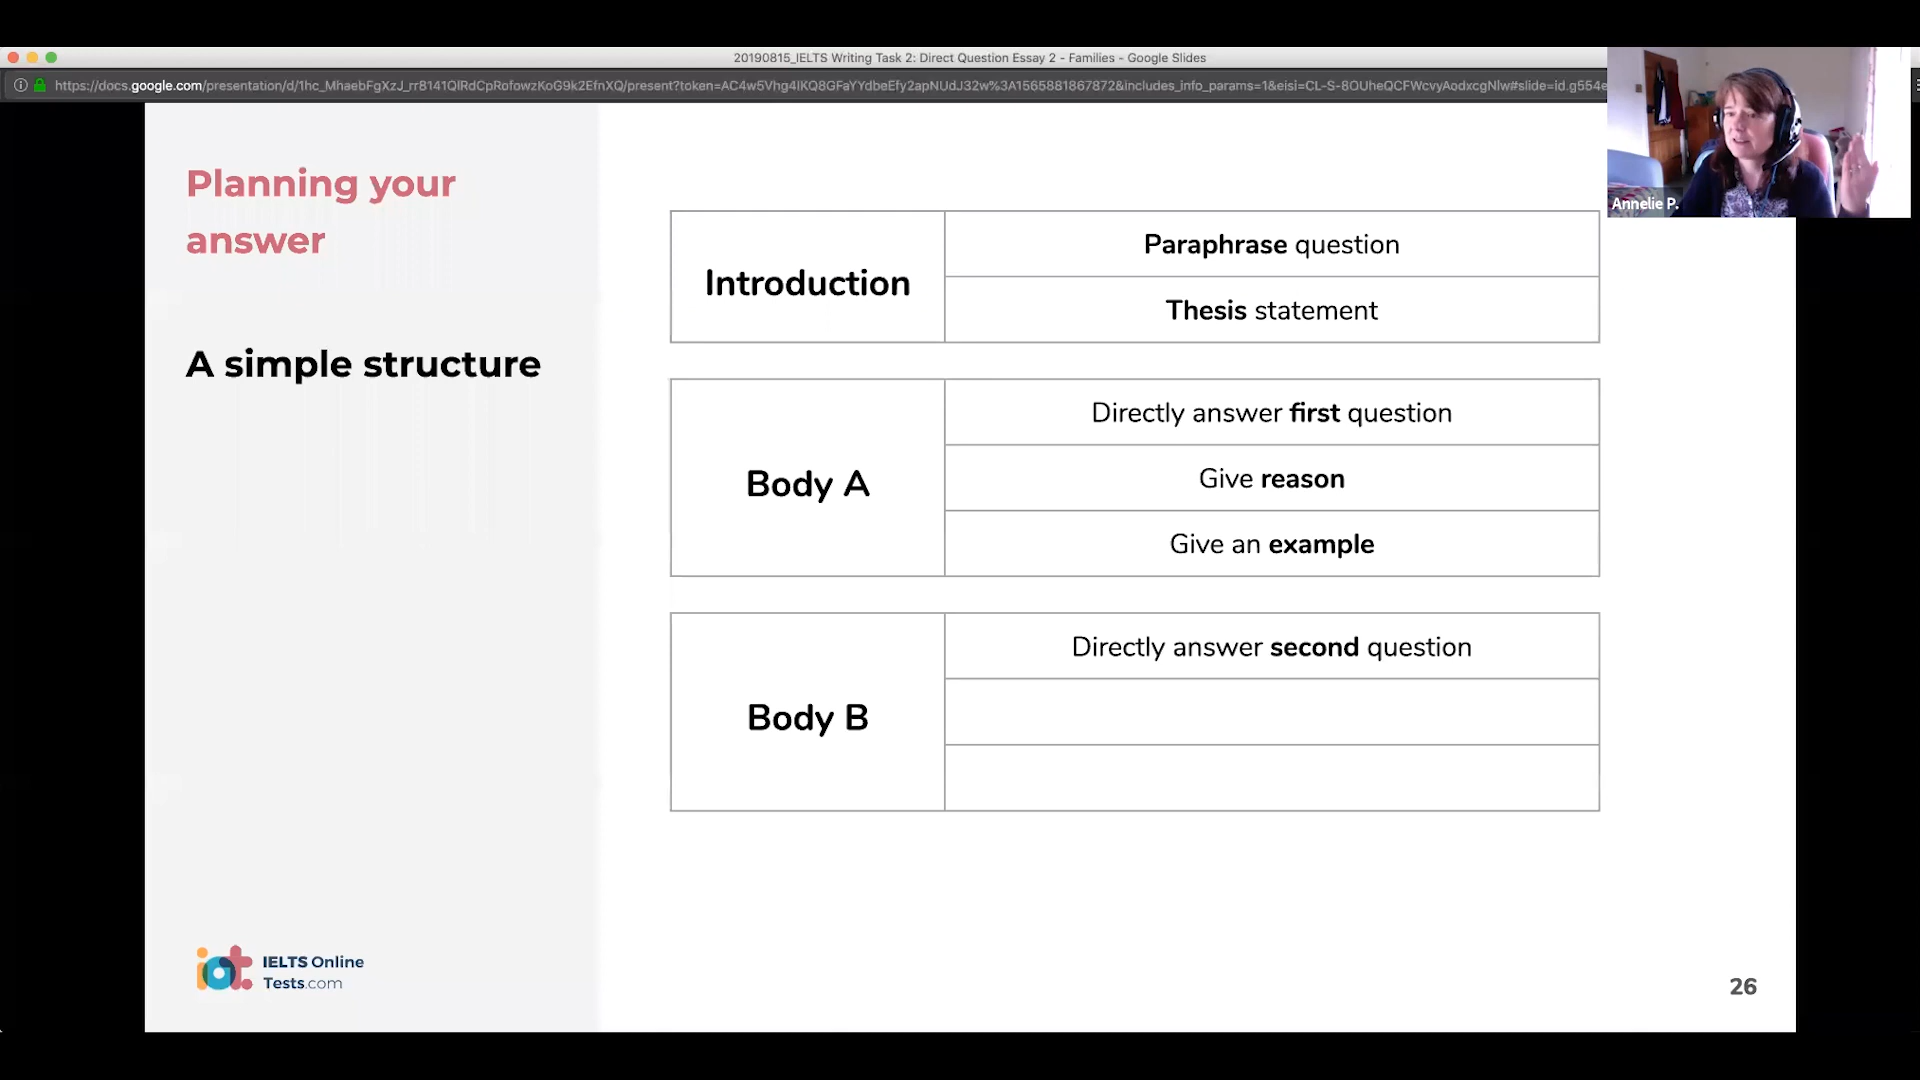 20190815_IELTS Writing Task 2: Direct Question Essay 2 - Families - Google Slides
Annelie P.
Planning your
answer
A simple structure
Introduction
Paraphrase question
Thesis statement
Body A
Directly answer first question
Give reason
Give an example
Body B
Directly answer second question
iot
IELTS Online
Tests.com
26